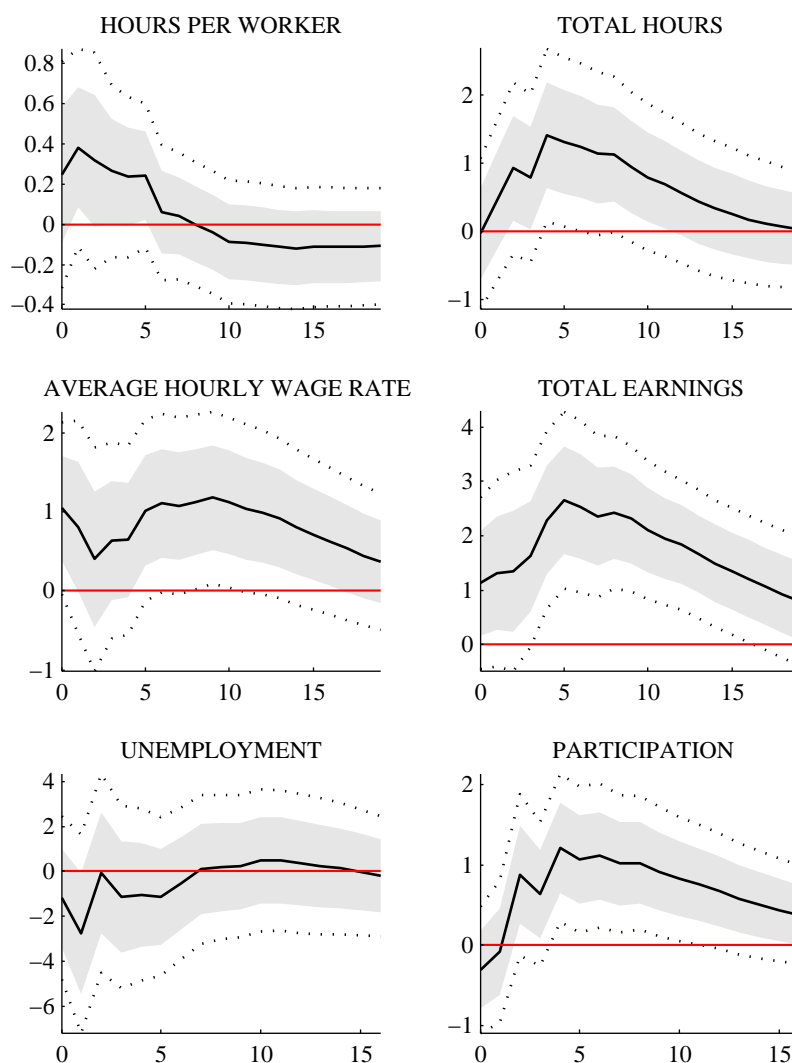 HOURS PER WORKER
0.8
0.6
0.4
0.2
0
−0.2
−0.4
0 5 10 15
TOTAL HOURS
2
1
0
−1
0 5 10 15
AVERAGE HOURLY WAGE RATE
2
1
0
−1
0 5 10 15
TOTAL EARNINGS
4
3
2
1
0
0 5 10 15
UNEMPLOYMENT
4
2
0
−2
−4
−6
0 5 10 15
PARTICIPATION
2
1
0
−1
0 5 10 15